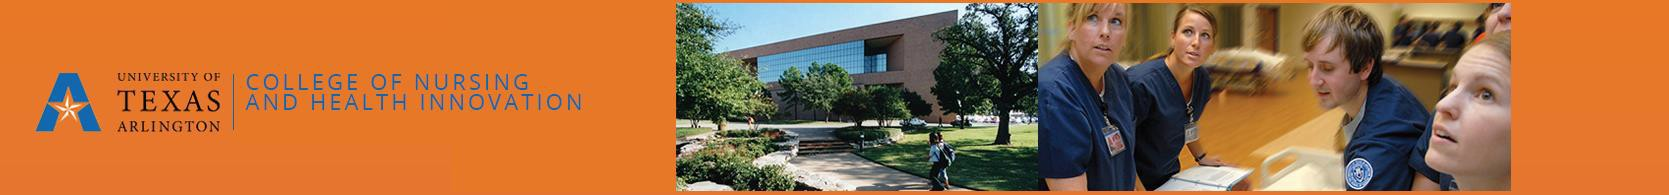 UNIVERSITY OF
TEXAS
ARLINGTON
COLLEGE OF NURSING
AND HEALTH INNOVATION